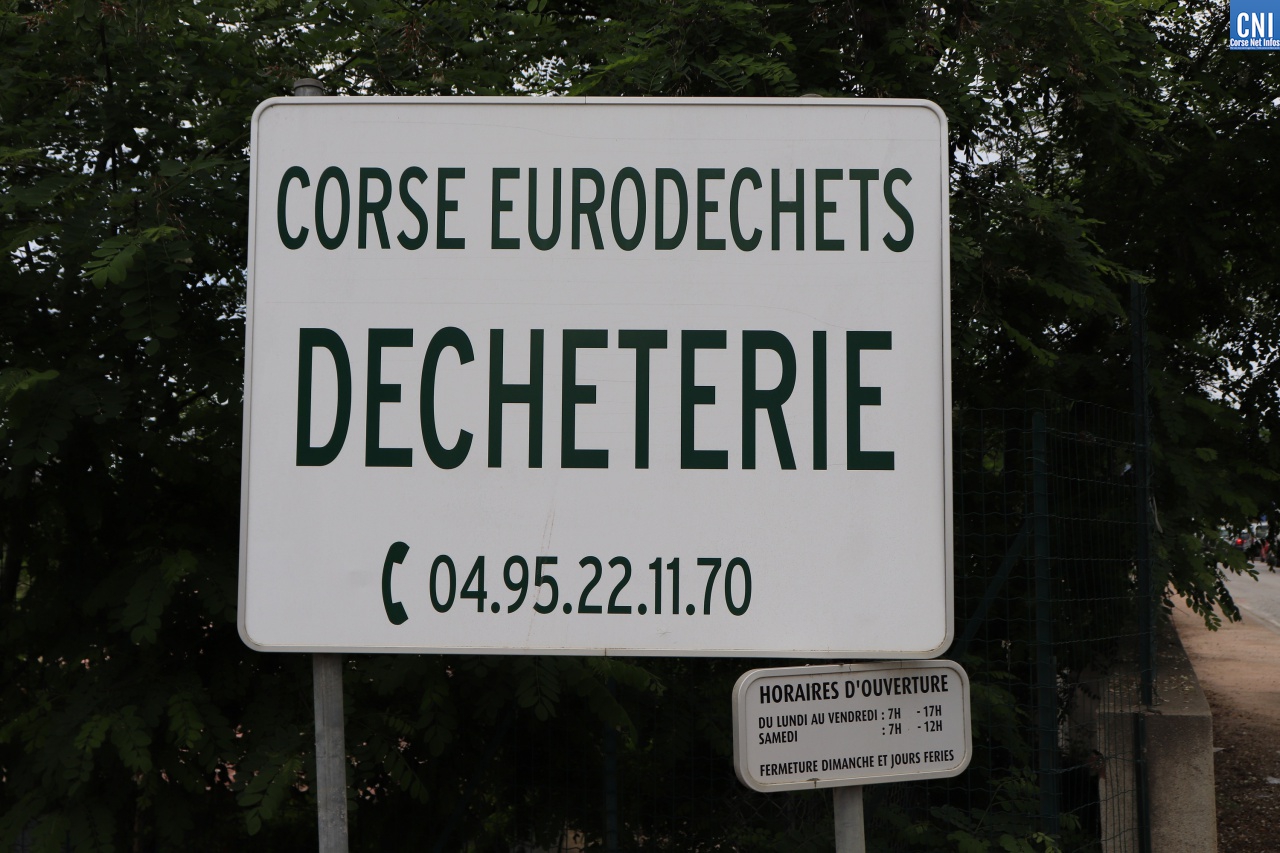 CNI
Corse Net Infos
CORSE EURODECHETS
DECHETERIE
04.95.22.11.70
HORAIRES D'OUVERTURE
DU LUNDI AU VENDREDI : 7H - 17H
SAMEDI : 7H - 12H
FERMETURE DIMANCHE ET JOURS FERIES